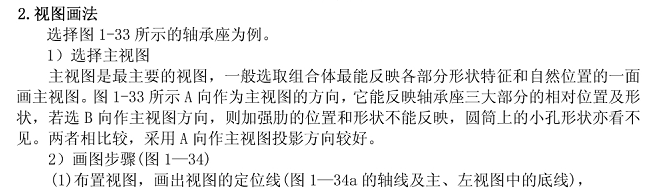 2.视图画法
选择图 1-33 所示的轴承座为例。
1）选择主视图
主视图是最主要的视图，一般选取组合体最能反映各部分形状特征和自然位置的一面
画主视图。图 1-33 所示 A 向作为主视图的方向，它能反映轴承座三大部分的相对位置及形
状，若选 B 向作主视图方向，则加强肋的位置和形状不能反映，圆筒上的小孔形状亦看不
见。两者相比较，采用 A 向作主视图投影方向较好。
2）画图步骤(图 1—34)
(1)布置视图，画出视图的定位线(图 1—34a 的轴线及主、左视图中的底线)，